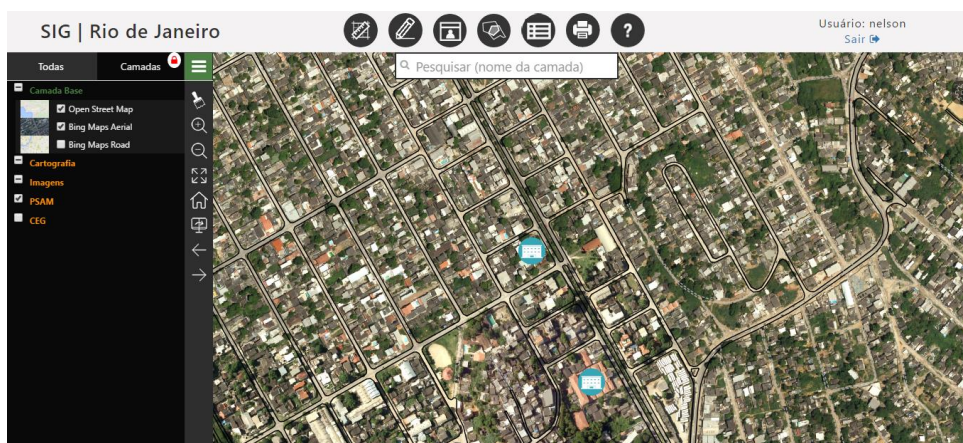 SIG | Rio de Janeiro
?
Usuário: nelson
Sair
Todas
Camadas
Pesquisar (nome da camada)
Camada Base
Open Street Map
Bing Maps Aerial
Bing Maps Road
Cartografia
Imagens
PSAM
CEG